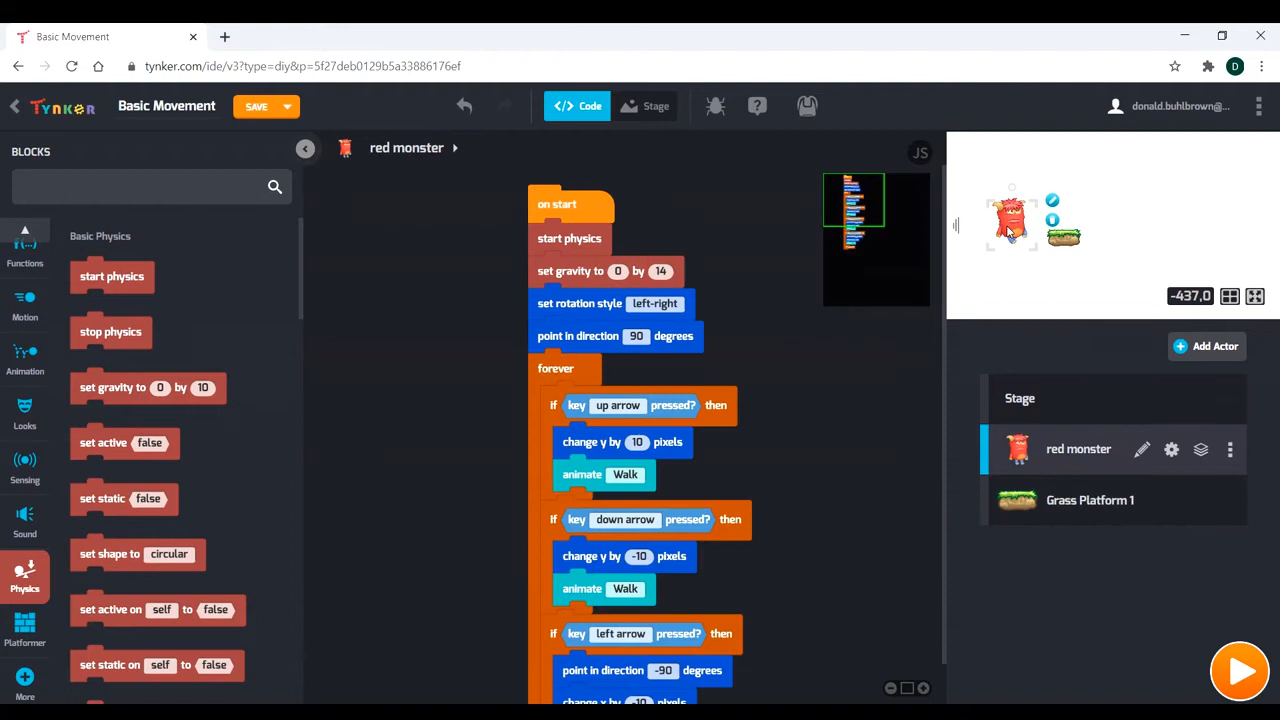 Basic Movement
tynker.com/ide/v3?type=diy&p=5f27deb0129b5a33886176ef
D
TYNKER
Basic Movement
SAVE
</> Code
Stage
donald.buhlbrown@...
BLOCKS
red monster
JS
Functions
Motion
Animation
Looks
Sensing
Sound
Physics
Platformer
More
Basic Physics
start physics
stop physics
set gravity to 0 by 10
set active false
set static false
set shape to circular
set active on self to false
set static on self to false
on start
start physics
set gravity to 0 by 14
set rotation style left-right
point in direction 90 degrees
forever
if key up arrow pressed? then
change y by 10 pixels
animate Walk
if key down arrow pressed? then
change y by -10 pixels
animate Walk
if key left arrow pressed? then
point in direction -90 degrees
change x by -10 pixels
-437,0
Add Actor
Stage
red monster
Grass Platform 1